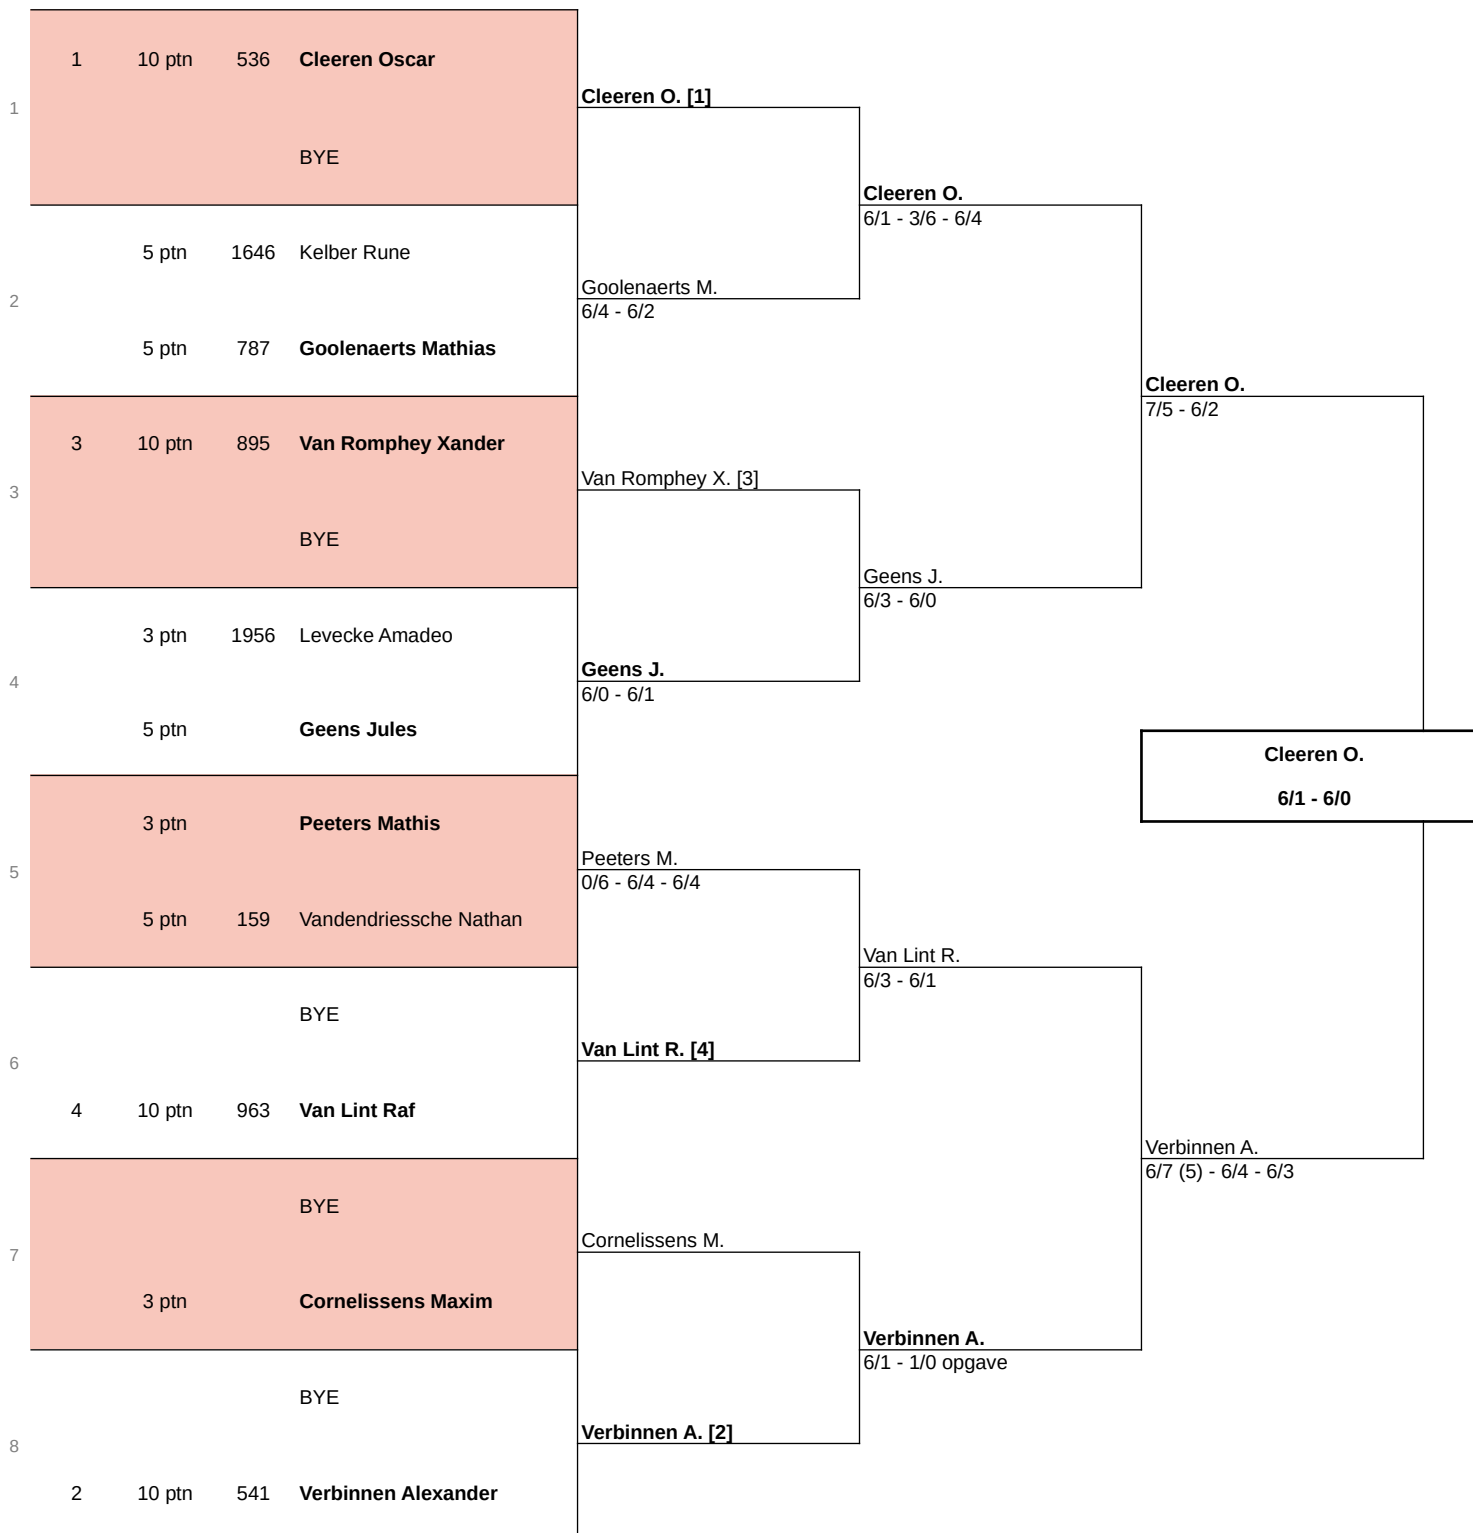 1 10 ptn 536 Cleeren Oscar
Cleeren O. [1]
1
BYE
Cleeren O.
6/1 - 3/6 - 6/4
5 ptn 1646 Kelber Rune
Goolenaerts M.
2
6/4 - 6/2
5 ptn 787 Goolenaerts Mathias
Cleeren O.
7/5 - 6/2
3 10 ptn 895 Van Romphey Xander
Van Romphey X. [3]
3
BYE
Geens J.
6/3 - 6/0
3 ptn 1956 Levecke Amadeo
Geens J.
4
6/0 - 6/1
5 ptn Geens Jules
Cleeren O.
6/1 - 6/0
3 ptn Peeters Mathis
Peeters M.
5
0/6 - 6/4 - 6/4
5 ptn 159 Vandendriessche Nathan
Van Lint R.
6/3 - 6/1
BYE
Van Lint R. [4]
6
4 10 ptn 963 Van Lint Raf
Verbinnen A.
6/7 (5) - 6/4 - 6/3
BYE
Cornelissens M.
7
3 ptn Cornelissens Maxim
Verbinnen A.
6/1 - 1/0 opgave
BYE
Verbinnen A. [2]
8
2 10 ptn 541 Verbinnen Alexander